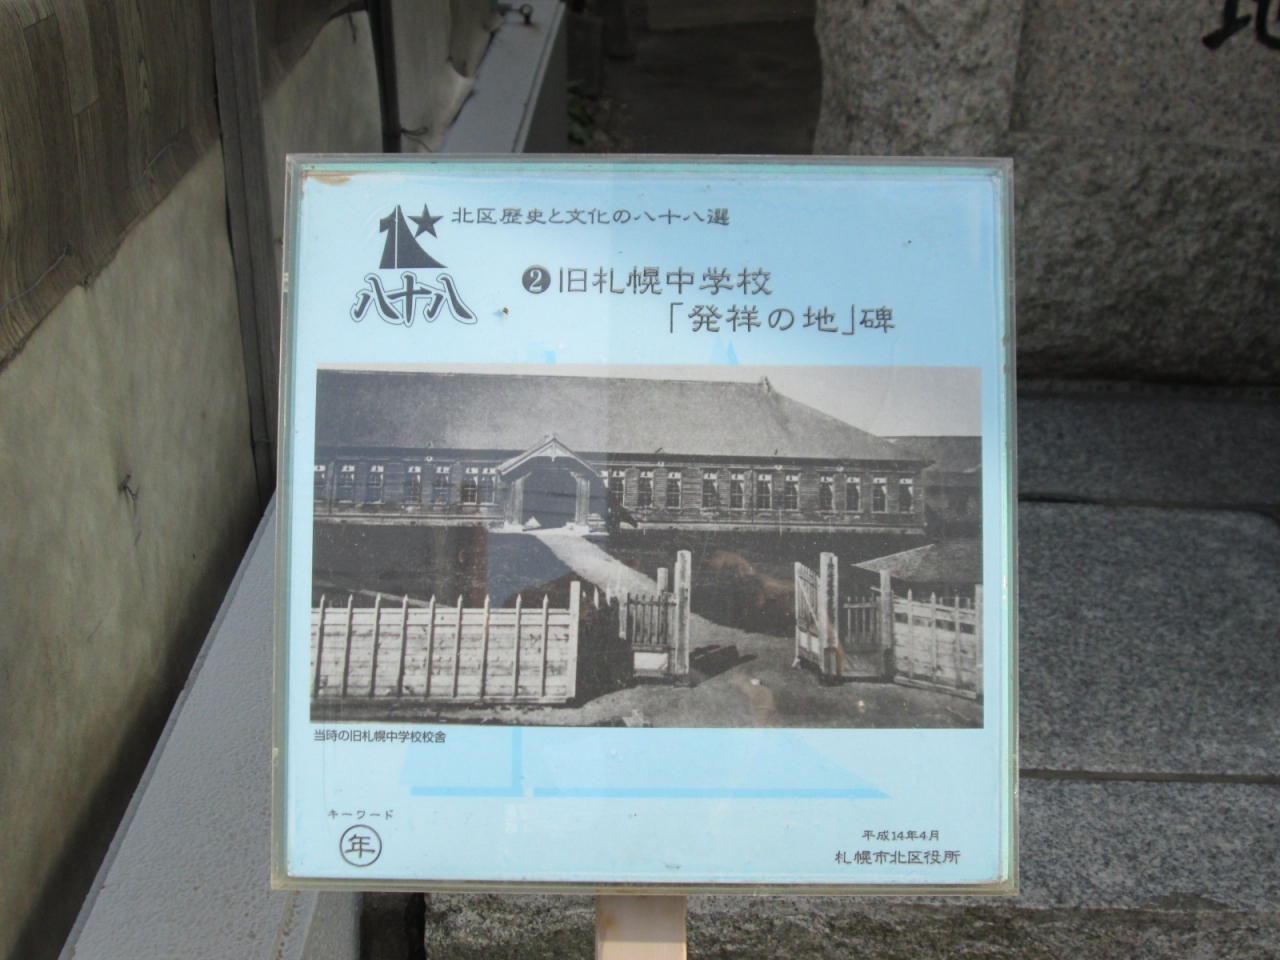 地
北区歴史と文化の八十八選
八十八
❷旧札幌中学校
「発祥の地」碑
当時の旧札幌中学校校舎
キーワード
年
平成14年4月
札幌市北区役所